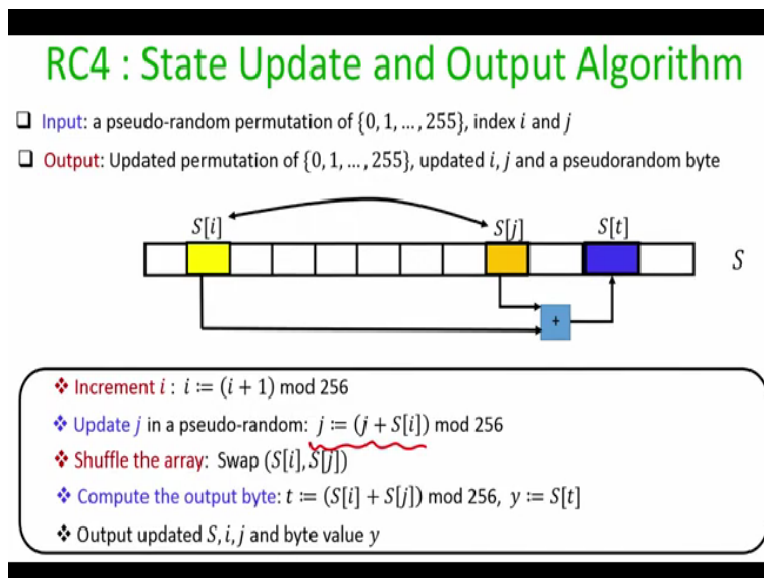 RC4 : State Update and Output Algorithm
❑ Input: a pseudo-random permutation of {0, 1, … , 255}, index i and j
❑ Output: Updated permutation of {0, 1, … , 255}, updated i, j and a pseudorandom byte
S[i] S[j] S[t]
S
+
❖ Increment i : i := (i + 1) mod 256
❖ Update j in a pseudo-random: j := (j + S[i]) mod 256
❖ Shuffle the array: Swap (S[i], S[j])
❖ Compute the output byte: t := (S[i] + S[j]) mod 256, y := S[t]
❖ Output updated S, i, j and byte value y